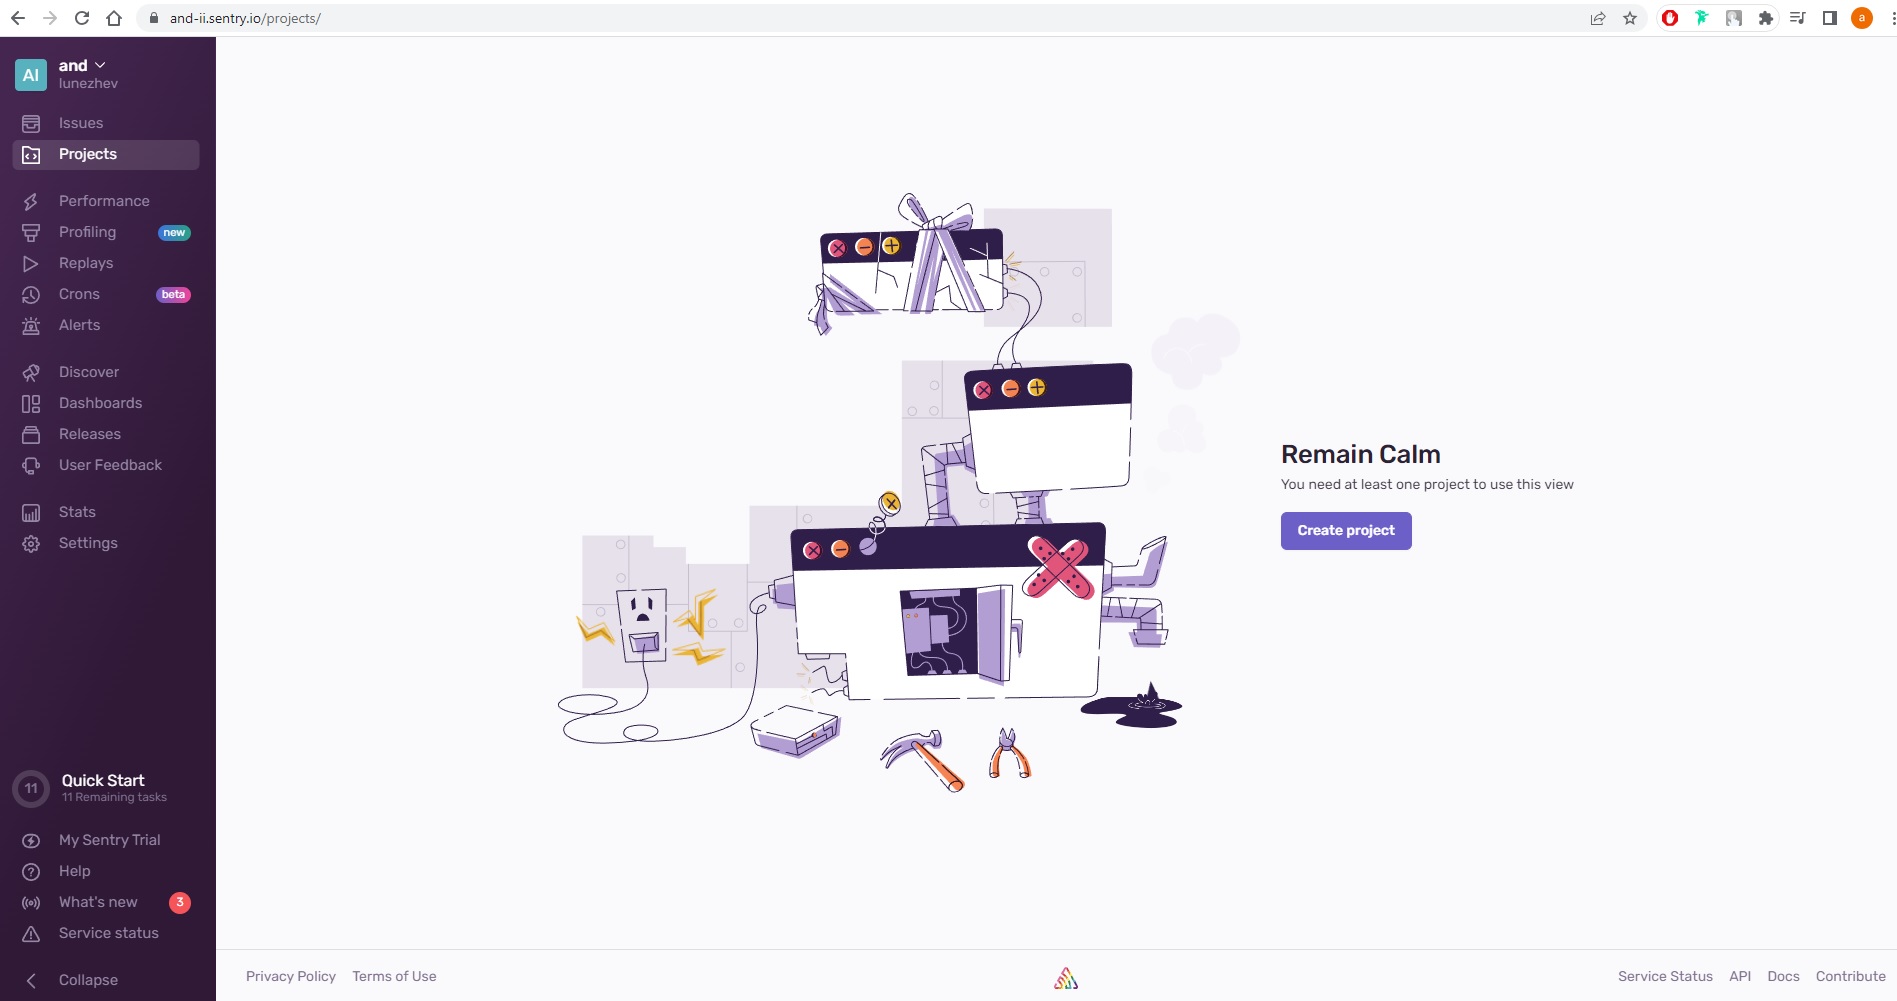 and-ii.sentry.io/projects/
a
AI
and
lunezhev
Issues
Projects
Performance
Profiling new
Replays
Crons beta
Alerts
Discover
Dashboards
Releases
User Feedback
Stats
Settings
Remain Calm
You need at least one project to use this view
Create project
11
Quick Start
11 Remaining tasks
My Sentry Trial
Help
What's new 3
Service status
Collapse
Privacy Policy Terms of Use
Service Status API Docs Contribute